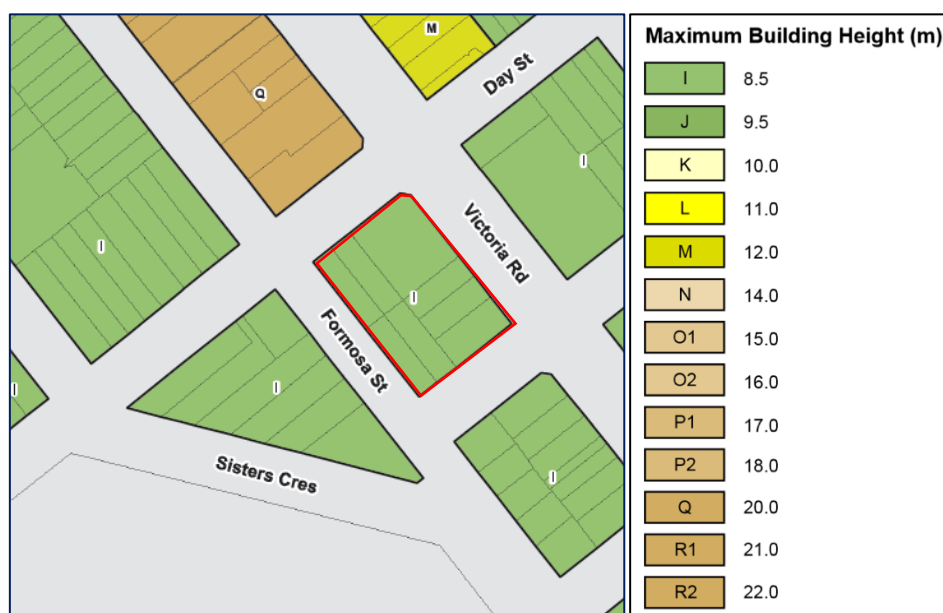 M
Day St
Q
I
Victoria Rd
I
I
Formosa St
I
I
I
Sisters Cres
Maximum Building Height (m)
I 8.5
J 9.5
K 10.0
L 11.0
M 12.0
N 14.0
O1 15.0
O2 16.0
P1 17.0
P2 18.0
Q 20.0
R1 21.0
R2 22.0